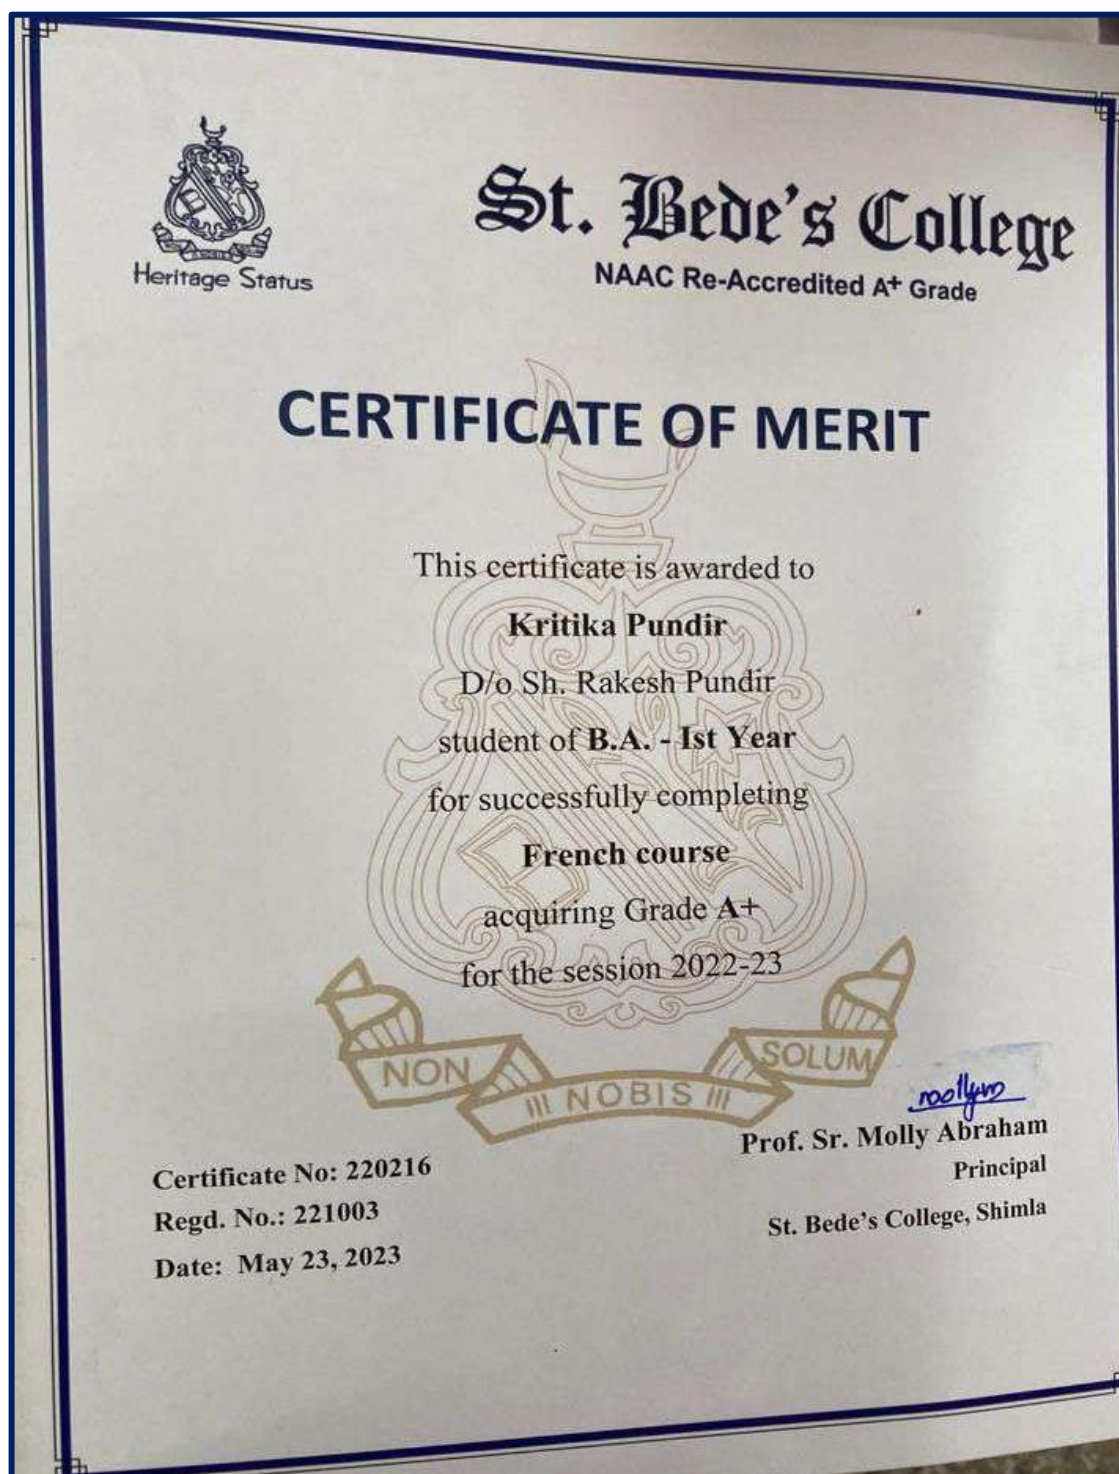 St. Bede's College
NAAC Re-Accredited A+ Grade
Heritage Status
CERTIFICATE OF MERIT
This certificate is awarded to
Kritika Pundir
D/o Sh. Rakesh Pundir
student of B.A. - Ist Year
for successfully completing
French course
acquiring Grade A+
for the session 2022-23
NON NOBIS SOLUM
Prof. Sr. Molly Abraham
Principal
St. Bede's College, Shimla
Certificate No: 220216
Regd. No.: 221003
Date: May 23, 2023